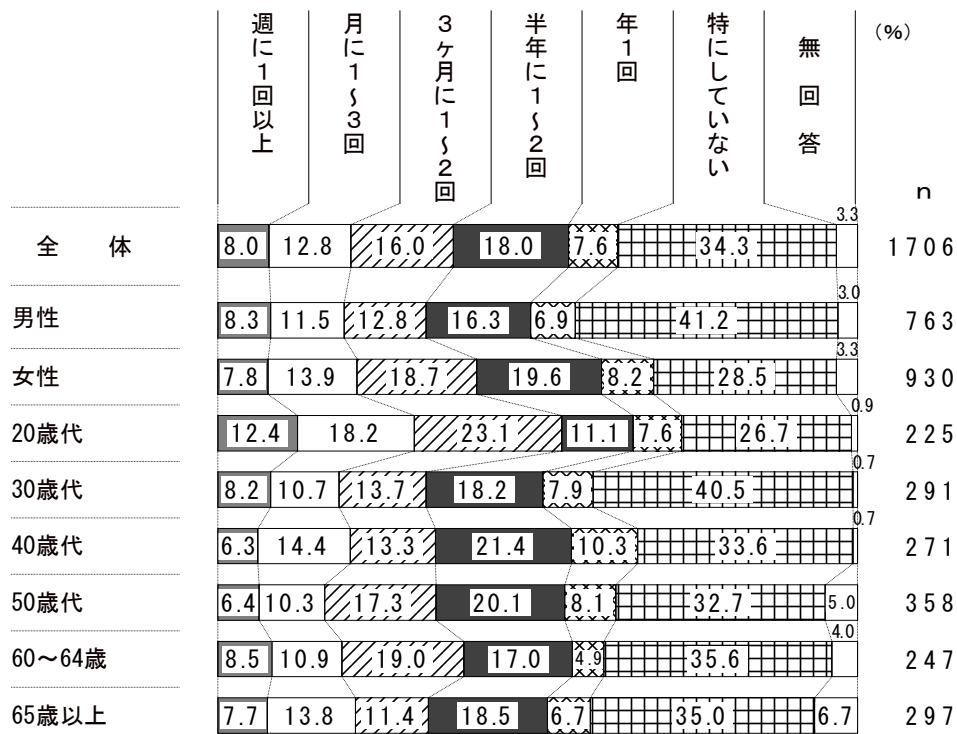 (%)
週に1回以上
月に1～3回
3ヶ月に1～2回
半年に1～2回
年1回
特にしていない
無回答
n
全 体 8.0 12.8 16.0 18.0 7.6 34.3 3.3 1706
男性 8.3 11.5 12.8 16.3 6.9 41.2 3.0 763
女性 7.8 13.9 18.7 19.6 8.2 28.5 3.3 930
20歳代 12.4 18.2 23.1 11.1 7.6 26.7 0.9 225
30歳代 8.2 10.7 13.7 18.2 7.9 40.5 0.7 291
40歳代 6.3 14.4 13.3 21.4 10.3 33.6 0.7 271
50歳代 6.4 10.3 17.3 20.1 8.1 32.7 5.0 358
60～64歳 8.5 10.9 19.0 17.0 4.9 35.6 4.0 247
65歳以上 7.7 13.8 11.4 18.5 6.7 35.0 6.7 297